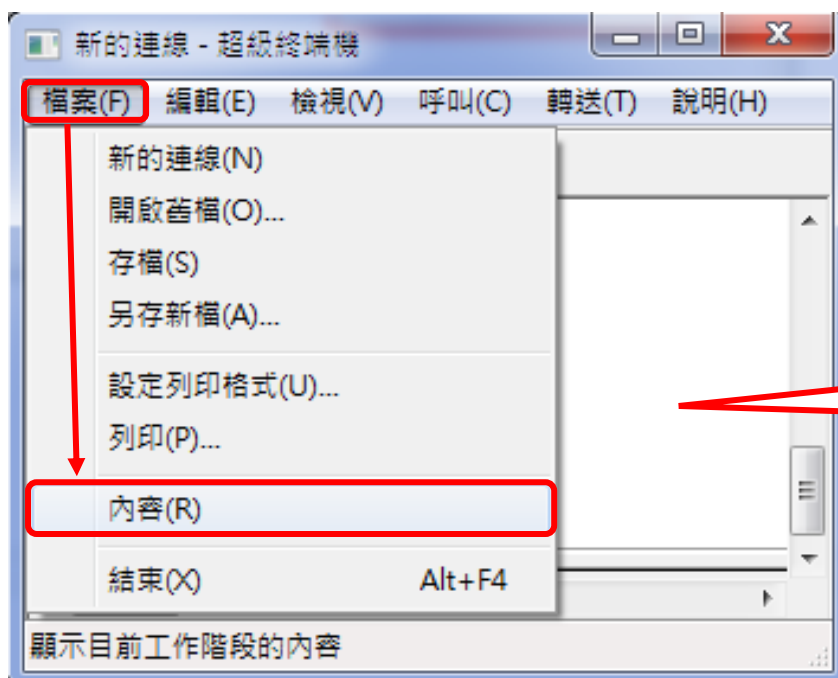 新的連線 - 超級終端機
檔案(F) 編輯(E) 檢視(V) 呼叫(C) 轉送(T) 說明(H)
新的連線(N)
開啟舊檔(O)...
存檔(S)
另存新檔(A)...
設定列印格式(U)...
列印(P)...
內容(R)
結束(X) Alt+F4
顯示目前工作階段的內容